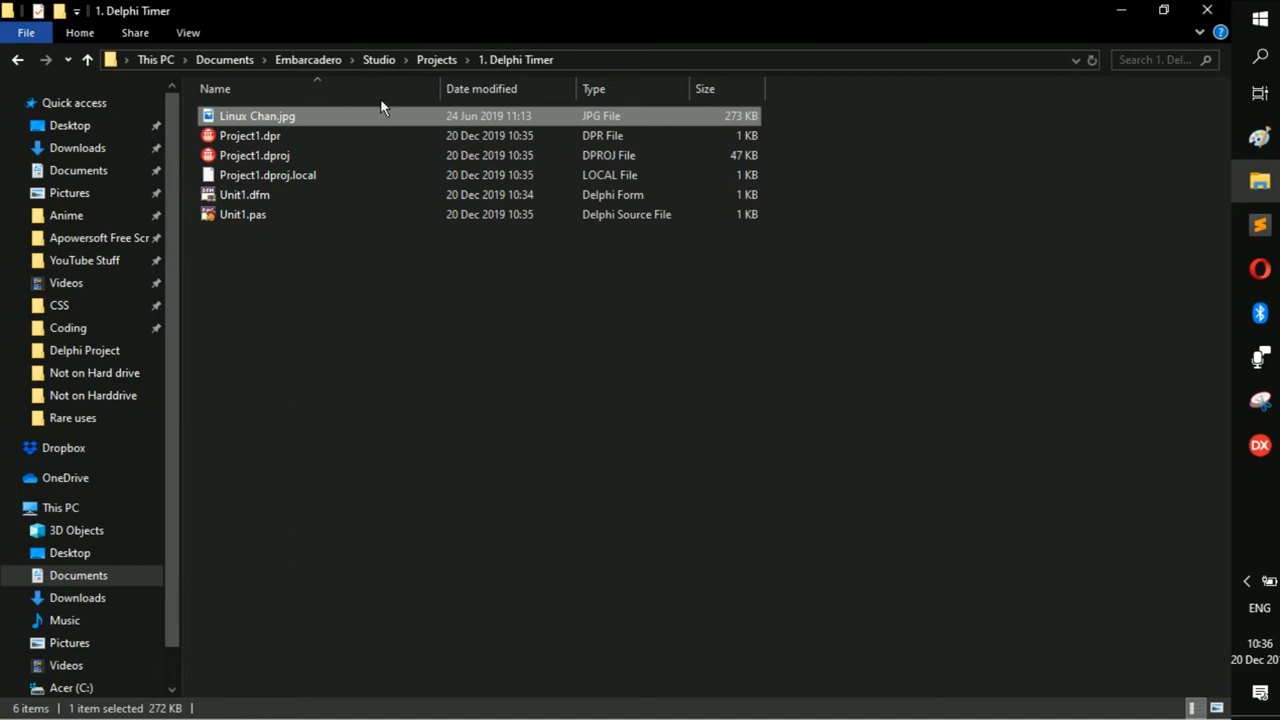 1. Delphi Timer
File Home Share View
This PC Documents Embarcadero Studio Projects 1. Delphi Timer Search 1. Del...
Name Date modified Type Size
Linux Chan.jpg 24 Jun 2019 11:13 JPG File 273 KB
Project1.dpr 20 Dec 2019 10:35 DPR File 1 KB
Project1.dproj 20 Dec 2019 10:35 DPROJ File 47 KB
Project1.dproj.local 20 Dec 2019 10:35 LOCAL File 1 KB
Unit1.dfm 20 Dec 2019 10:34 Delphi Form 1 KB
Unit1.pas 20 Dec 2019 10:35 Delphi Source File 1 KB
Quick access
Desktop
Downloads
Documents
Pictures
Anime
Apowersoft Free Scr
YouTube Stuff
Videos
CSS
Coding
Delphi Project
Not on Hard drive
Not on Harddrive
Rare uses
Dropbox
OneDrive
This PC
3D Objects
Desktop
Documents
Downloads
Music
Pictures
Videos
Acer (C:)
6 items 1 item selected 272 KB
DX
ENG
10:36
20 Dec 20